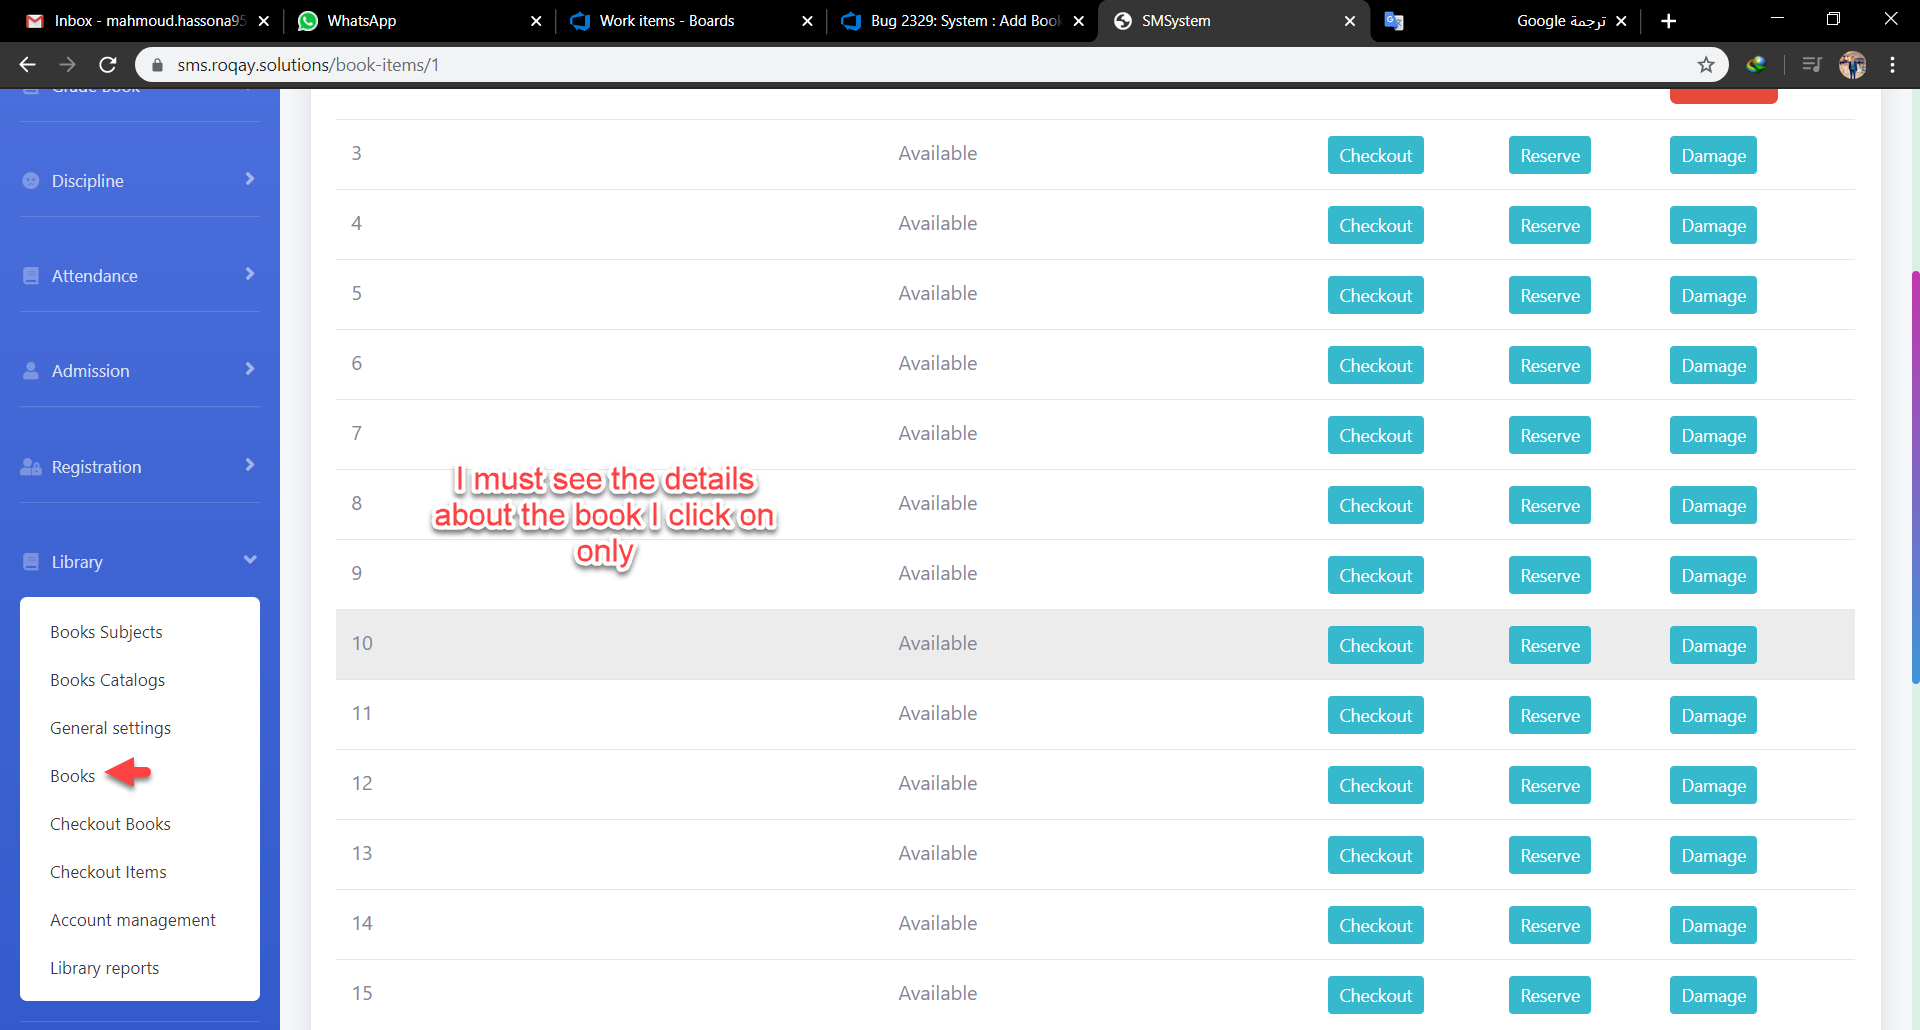 Inbox - mahmoud.hassona95
WhatsApp
Work items - Boards
Bug 2329: System : Add Boo
SMSystem
ترجمة Google
sms.roqay.solutions/book-items/1
Grade Book
Discipline
Attendance
Admission
Registration
Library
Books Subjects
Books Catalogs
General settings
Books
Checkout Books
Checkout Items
Account management
Library reports
3 Available Checkout Reserve Damage
4 Available Checkout Reserve Damage
5 Available Checkout Reserve Damage
6 Available Checkout Reserve Damage
7 Available Checkout Reserve Damage
I must see the details
about the book I click on
only
8 Available Checkout Reserve Damage
9 Available Checkout Reserve Damage
10 Available Checkout Reserve Damage
11 Available Checkout Reserve Damage
12 Available Checkout Reserve Damage
13 Available Checkout Reserve Damage
14 Available Checkout Reserve Damage
15 Available Checkout Reserve Damage